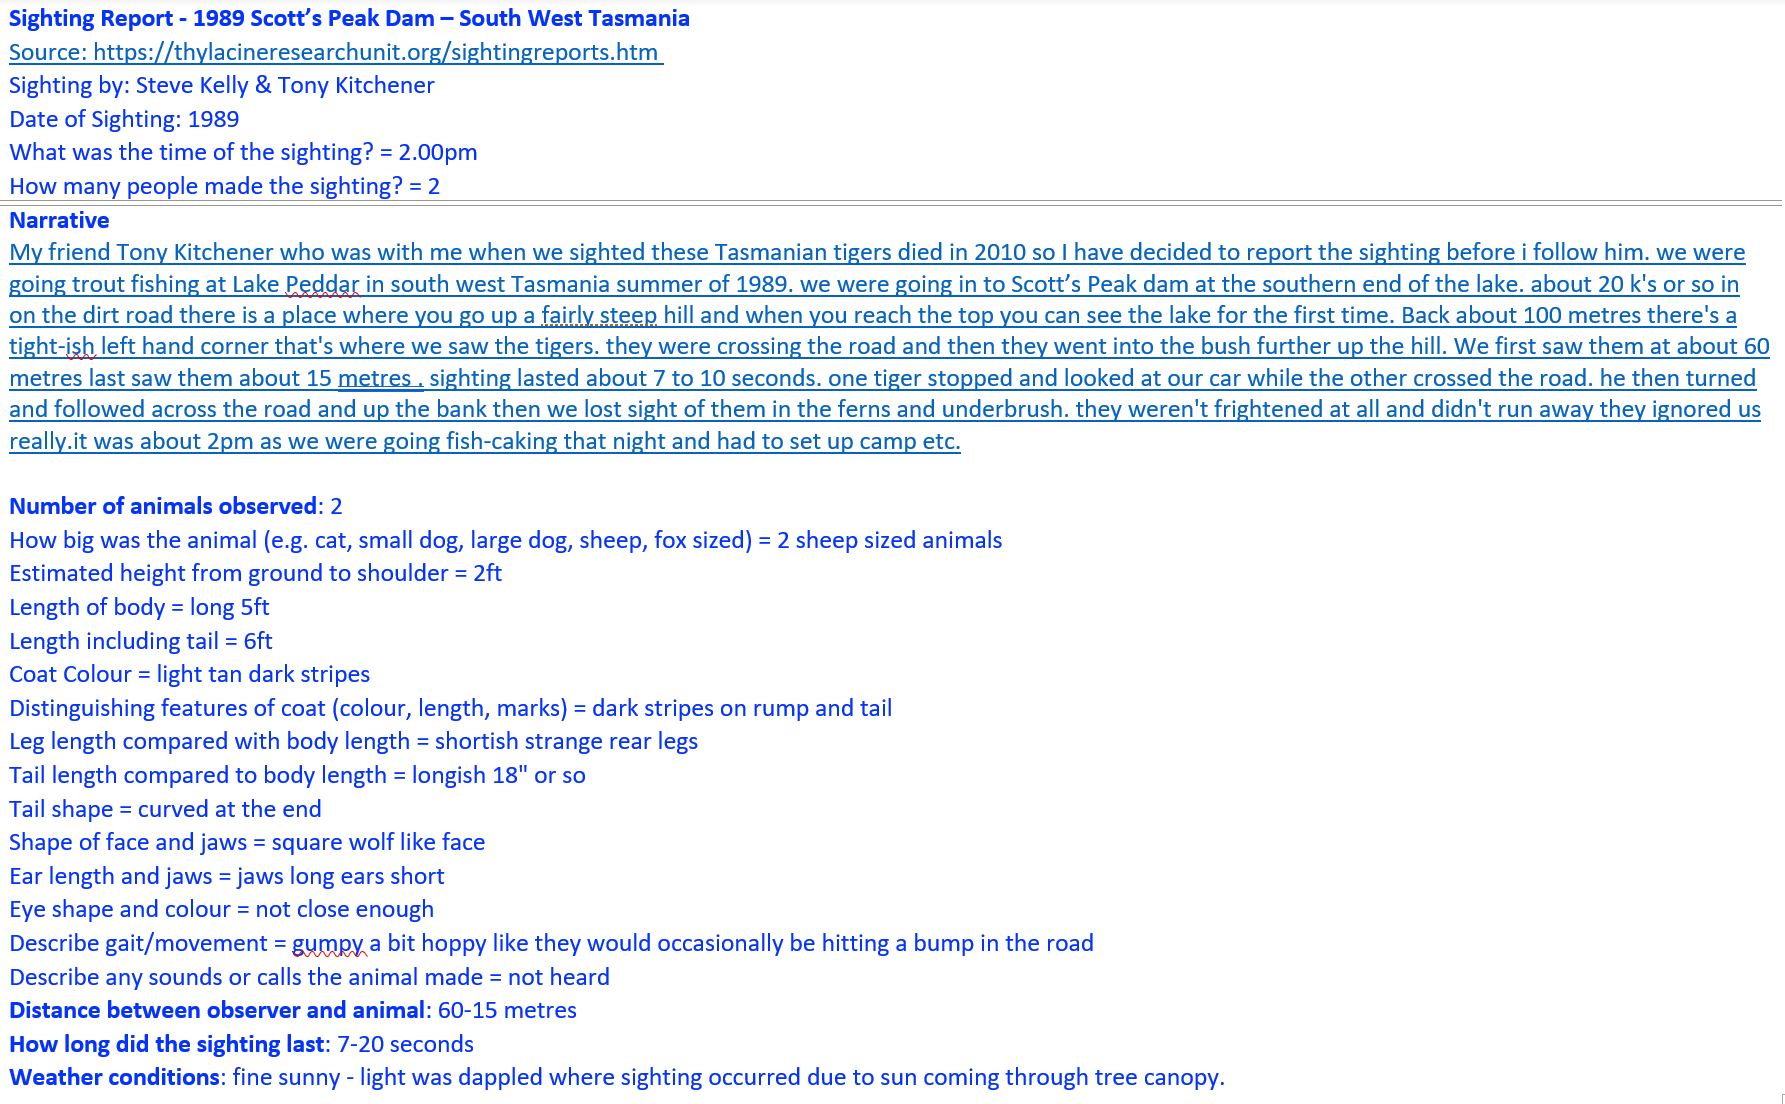 Sighting Report - 1989 Scott’s Peak Dam – South West Tasmania
Source: https://thylacineresearchunit.org/sightingreports.htm
Sighting by: Steve Kelly & Tony Kitchener
Date of Sighting: 1989
What was the time of the sighting? = 2.00pm
How many people made the sighting? = 2
Narrative
My friend Tony Kitchener who was with me when we sighted these Tasmanian tigers died in 2010 so I have decided to report the sighting before i follow him. we were
going trout fishing at Lake Peddar in south west Tasmania summer of 1989. we were going in to Scott’s Peak dam at the southern end of the lake. about 20 k's or so in
on the dirt road there is a place where you go up a fairly steep hill and when you reach the top you can see the lake for the first time. Back about 100 metres there's a
tight-ish left hand corner that's where we saw the tigers. they were crossing the road and then they went into the bush further up the hill. We first saw them at about 60
metres last saw them about 15 metres . sighting lasted about 7 to 10 seconds. one tiger stopped and looked at our car while the other crossed the road. he then turned
and followed across the road and up the bank then we lost sight of them in the ferns and underbrush. they weren't frightened at all and didn't run away they ignored us
really.it was about 2pm as we were going fish-caking that night and had to set up camp etc.
Number of animals observed: 2
How big was the animal (e.g. cat, small dog, large dog, sheep, fox sized) = 2 sheep sized animals
Estimated height from ground to shoulder = 2ft
Length of body = long 5ft
Length including tail = 6ft
Coat Colour = light tan dark stripes
Distinguishing features of coat (colour, length, marks) = dark stripes on rump and tail
Leg length compared with body length = shortish strange rear legs
Tail length compared to body length = longish 18" or so
Tail shape = curved at the end
Shape of face and jaws = square wolf like face
Ear length and jaws = jaws long ears short
Eye shape and colour = not close enough
Describe gait/movement = gumpy a bit hoppy like they would occasionally be hitting a bump in the road
Describe any sounds or calls the animal made = not heard
Distance between observer and animal: 60-15 metres
How long did the sighting last: 7-20 seconds
Weather conditions: fine sunny - light was dappled where sighting occurred due to sun coming through tree canopy.